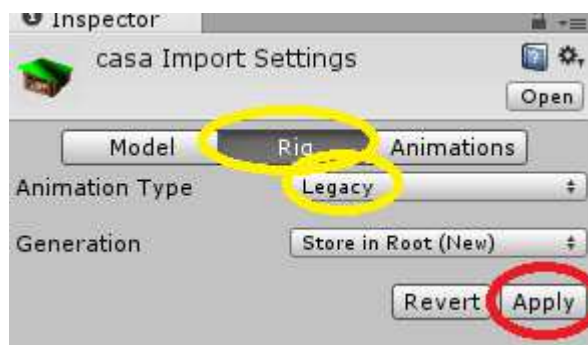 Inspector
casa Import Settings
Open
Model Rig Animations
Animation Type Legacy
Generation Store in Root (New)
Revert Apply